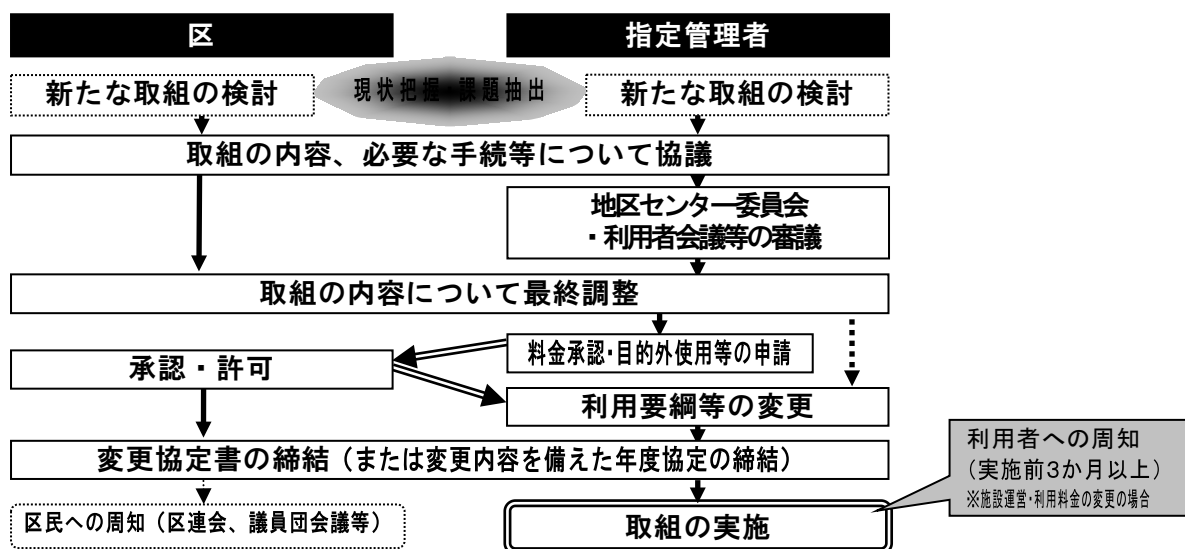 区
指定管理者
新たな取組の検討
現状把握・課題抽出
新たな取組の検討
取組の内容、必要な手続等について協議
地区センター委員会
・利用者会議等の審議
取組の内容について最終調整
料金承認・目的外使用等の申請
承認・許可
利用要綱等の変更
変更協定書の締結（または変更内容を備えた年度協定の締結）
利用者への周知
（実施前3か月以上）
※施設運営・利用料金の変更の場合
区民への周知（区連会、議員団会議等）
取組の実施